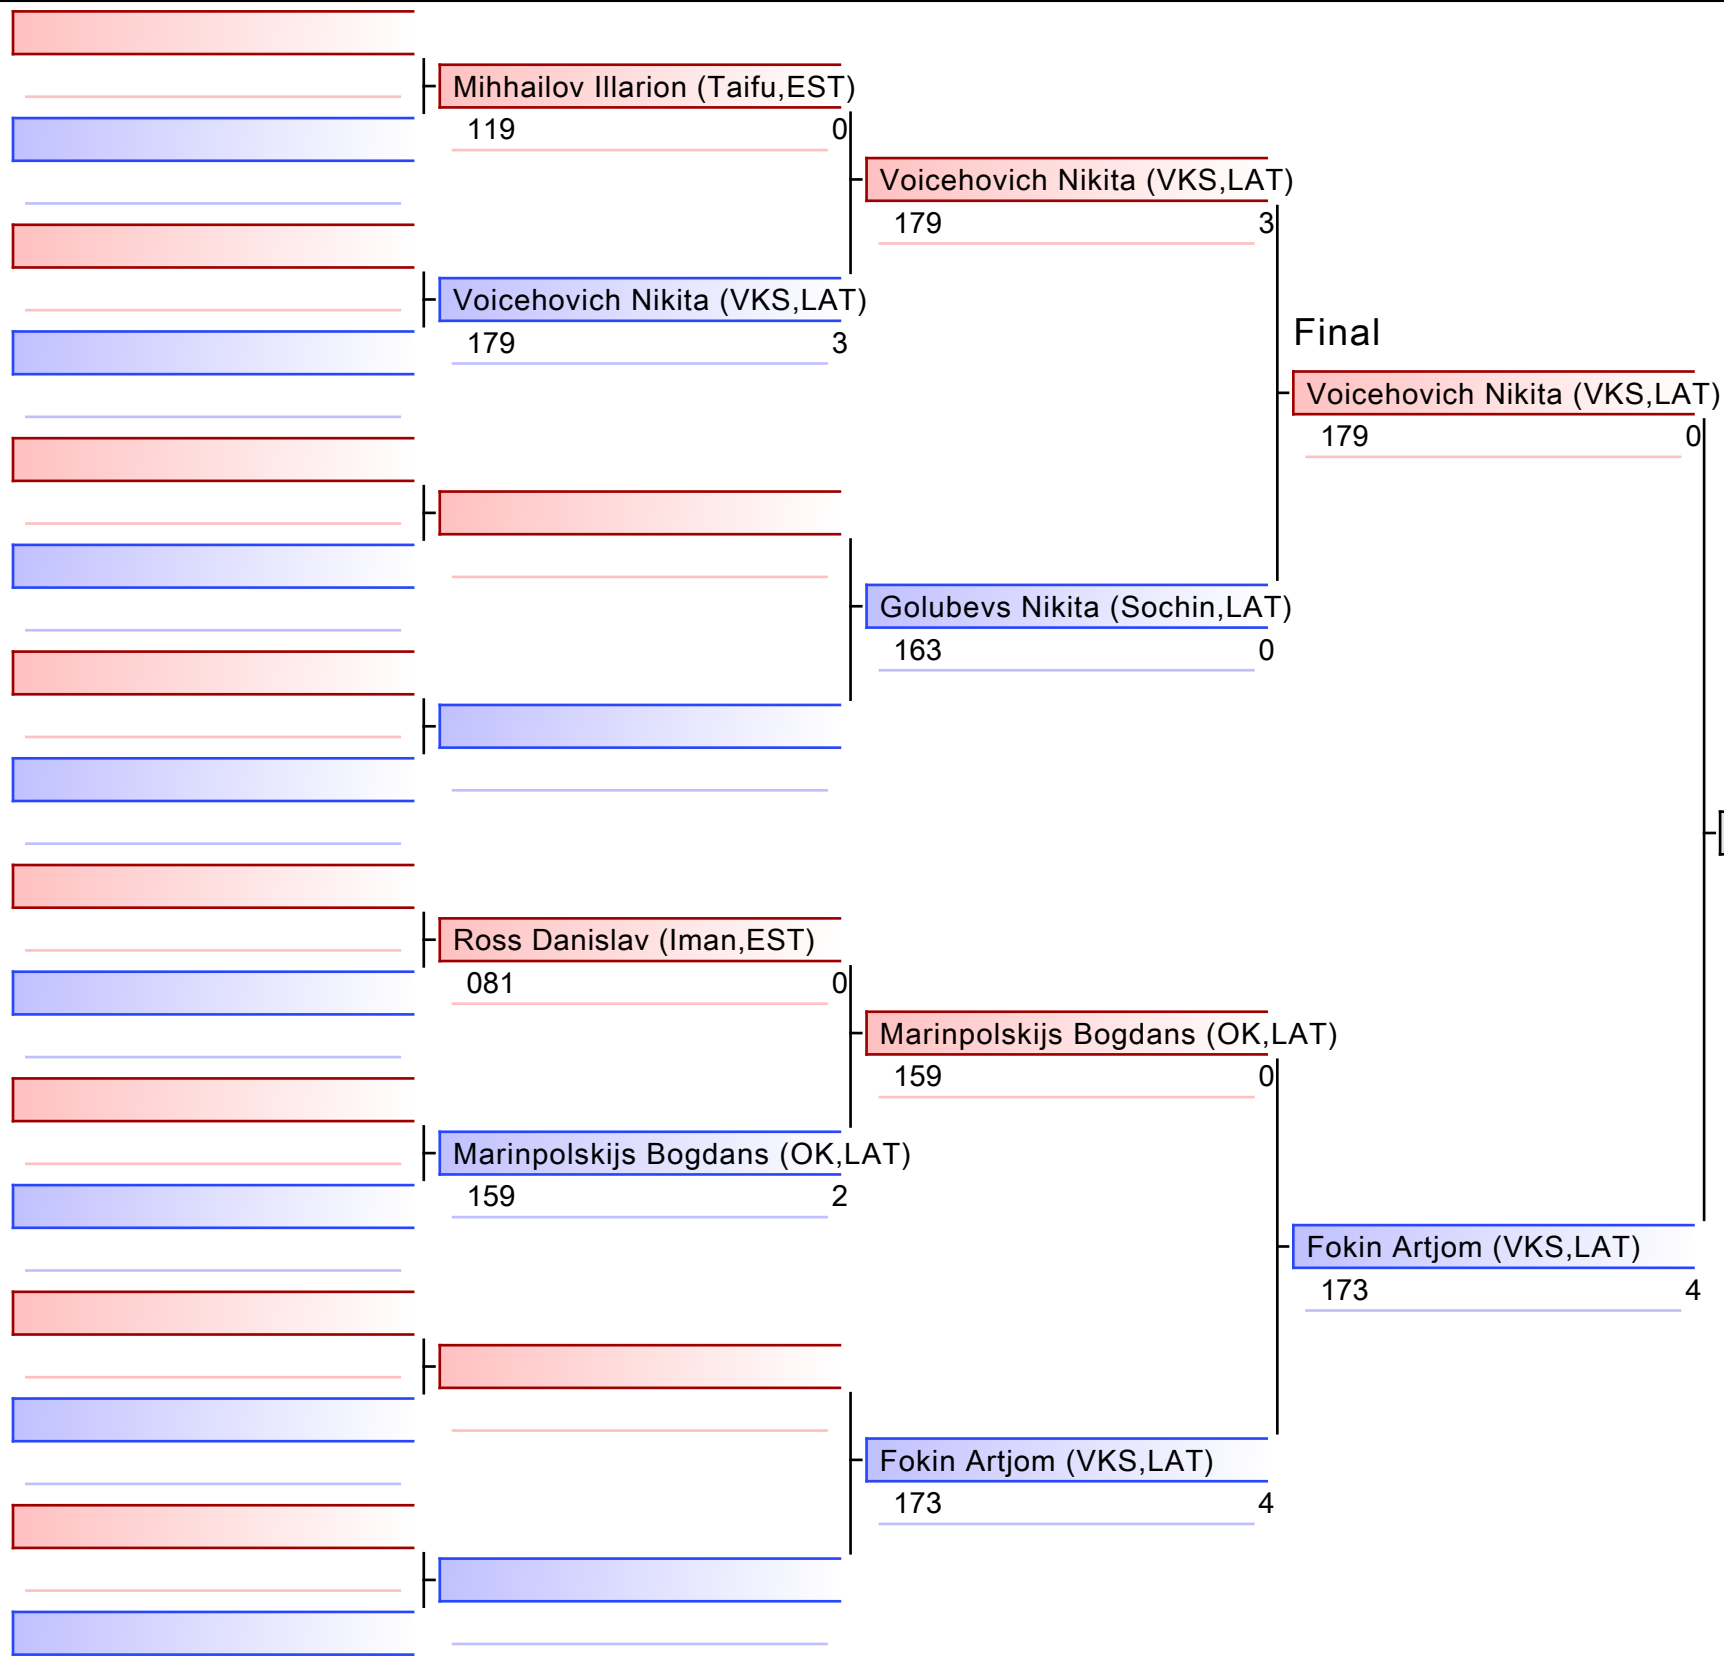 Mihhailov Illarion (Taifu,EST)
119 0
Voicehovich Nikita (VKS,LAT)
179 3
Voicehovich Nikita (VKS,LAT)
179 3
Final
Voicehovich Nikita (VKS,LAT)
179 0
Golubevs Nikita (Sochin,LAT)
163 0
Ross Danislav (Iman,EST)
081 0
Marinpolskijs Bogdans (OK,LAT)
159 0
Marinpolskijs Bogdans (OK,LAT)
159 2
Fokin Artjom (VKS,LAT)
173 4
Fokin Artjom (VKS,LAT)
173 4